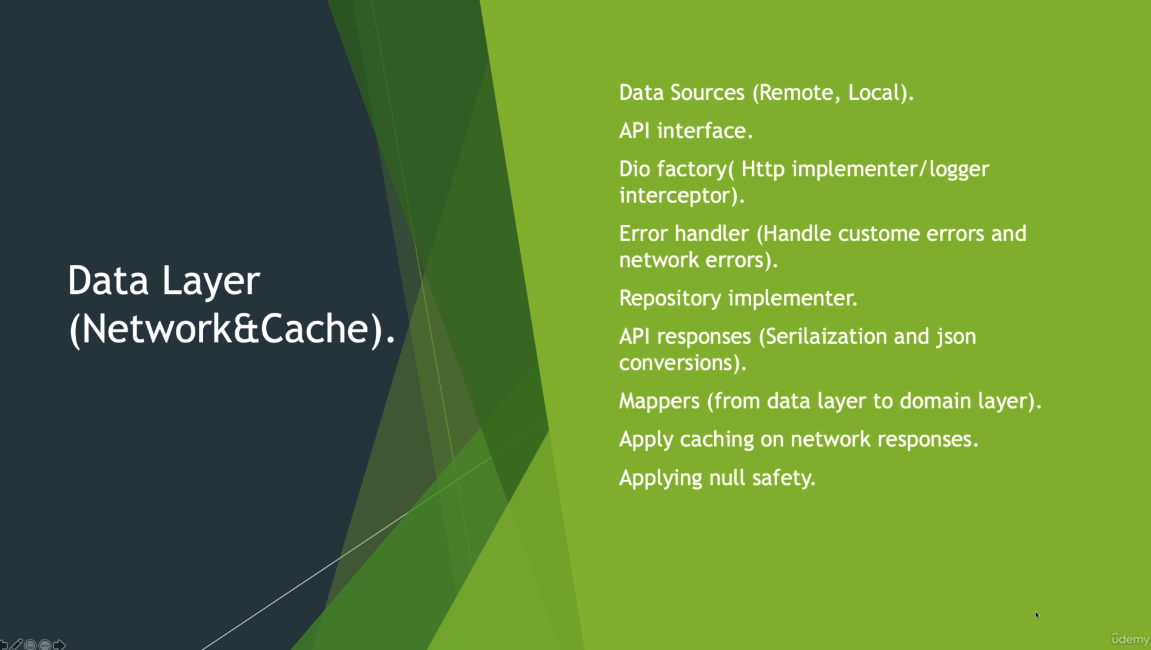 Data Layer
(Network&Cache).
Data Sources (Remote, Local).
API interface.
Dio factory( Http implementer/logger
interceptor).
Error handler (Handle custome errors and
network errors).
Repository implementer.
API responses (Serilaization and json
conversions).
Mappers (from data layer to domain layer).
Apply caching on network responses.
Applying null safety.
ûdemy